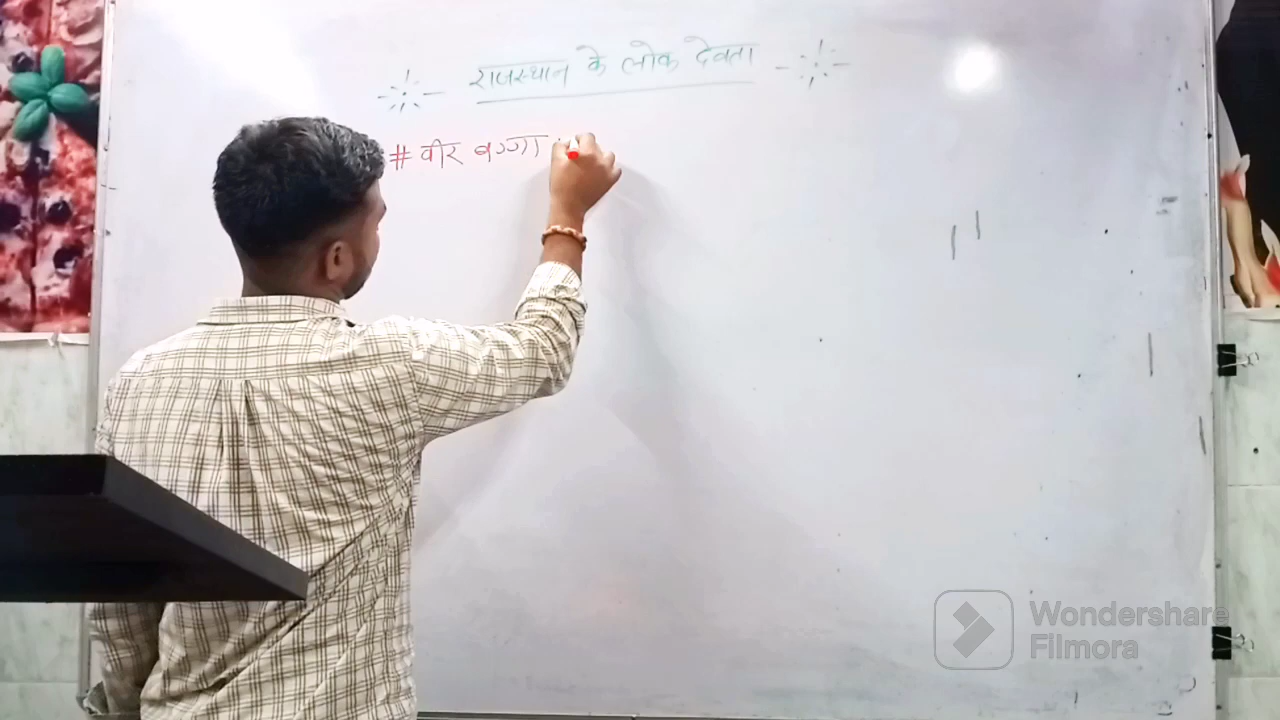 राजस्थान के लोक देवता
# वीर बग्गा
Wondershare
Filmora